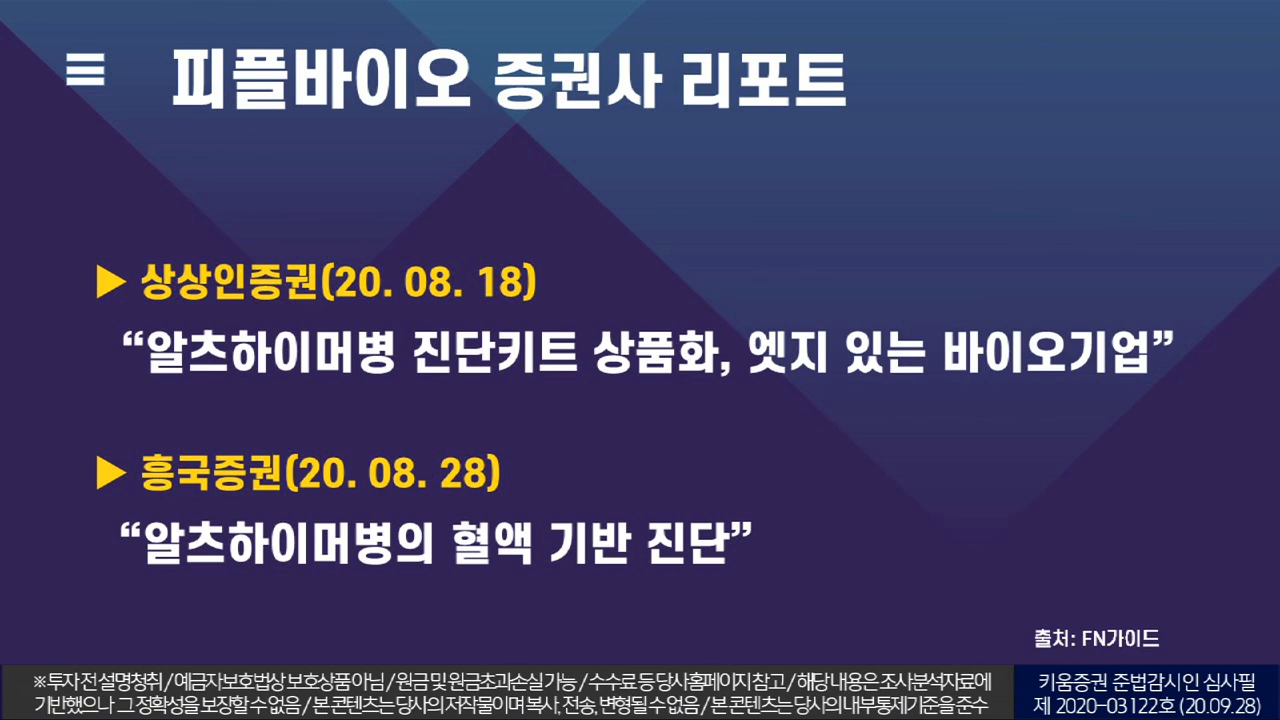 피플바이오 증권사 리포트
▶ 상상인증권(20. 08. 18)
“알츠하이머병 진단키트 상품화, 엣지 있는 바이오기업”
▶ 흥국증권(20. 08. 28)
“알츠하이머병의 혈액 기반 진단”
출처: FN가이드
※ 투자 전 설명청취 / 예금자보호법상 보호상품 아님 / 원금 및 원금초과손실 가능 / 수수료 등 당사홈페이지 참고 / 해당 내용은 조사분석자료에
기반했으나 그 정확성을 보장할 수 없음 / 본 콘텐츠는 당사의 저작물이며 복사, 전송, 변형될 수 없음 / 본 콘텐츠는 당사의 내부통제기준을 준수
키움증권 준법감시인 심사필
제 2020-03122호 (20.09.28)